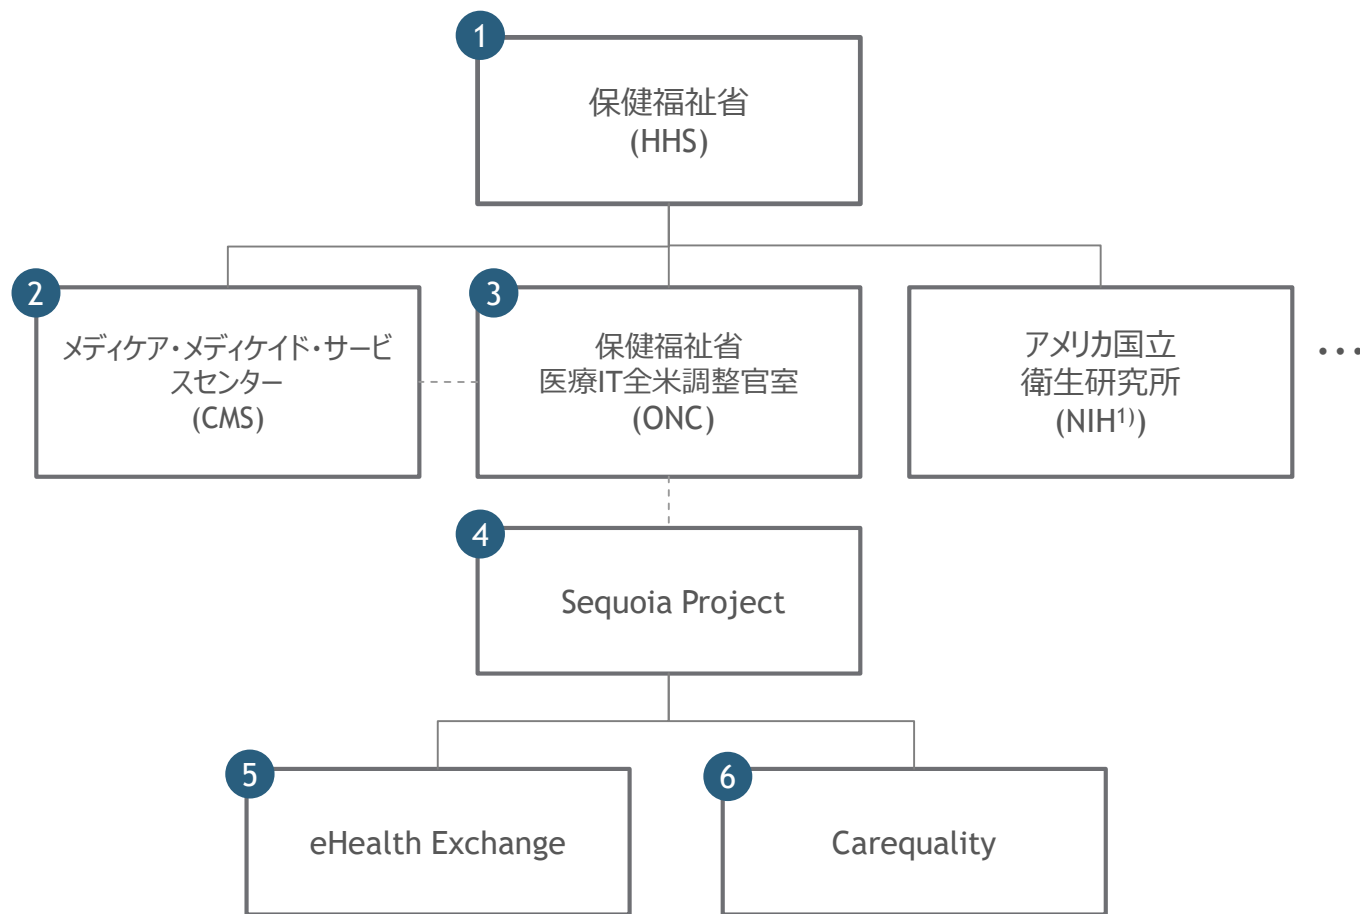 1
保健福祉省
(HHS)
2
メディケア・メディケイド・サービ
スセンター
(CMS)
3
保健福祉省
医療IT全米調整官室
(ONC)
アメリカ国立
衛生研究所
(NIH1))
…
4
Sequoia Project
5
eHealth Exchange
6
Carequality